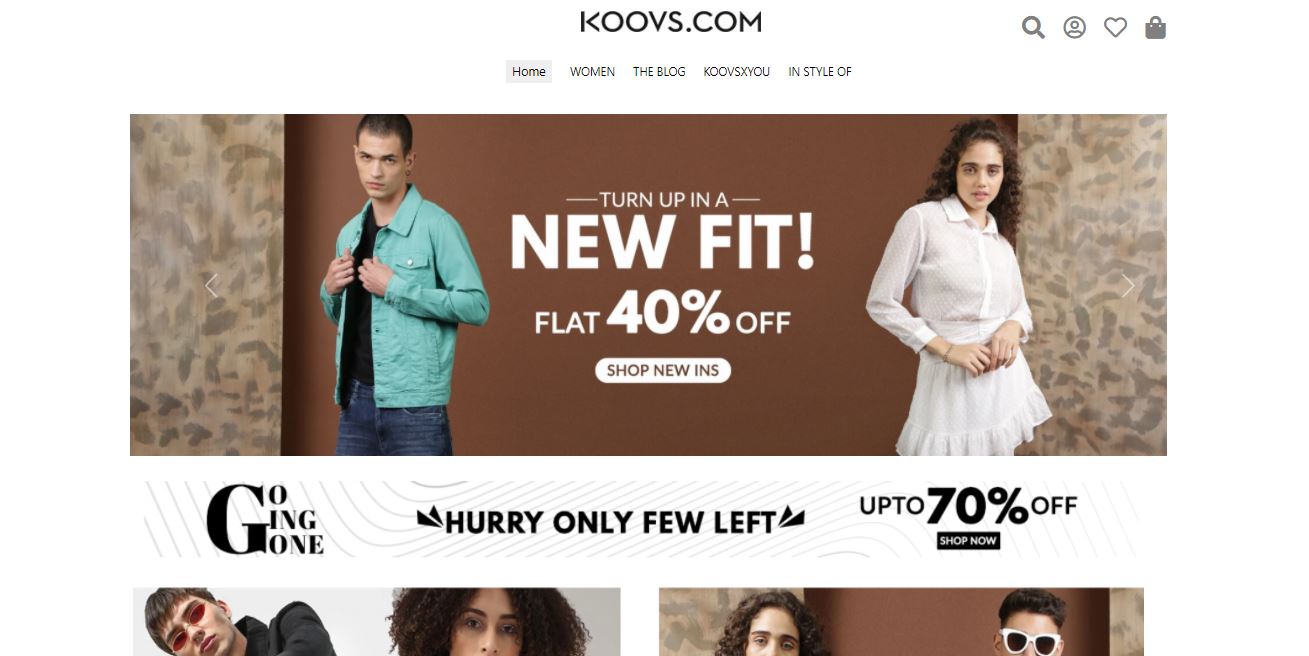 KOOVS.COM
Home WOMEN THE BLOG KOOVSXYOU IN STYLE OF
TURN UP IN A
NEW FIT!
FLAT 40% OFF
SHOP NEW INS
GOING GONE
HURRY ONLY FEW LEFT
UPTO 70% OFF
SHOP NOW